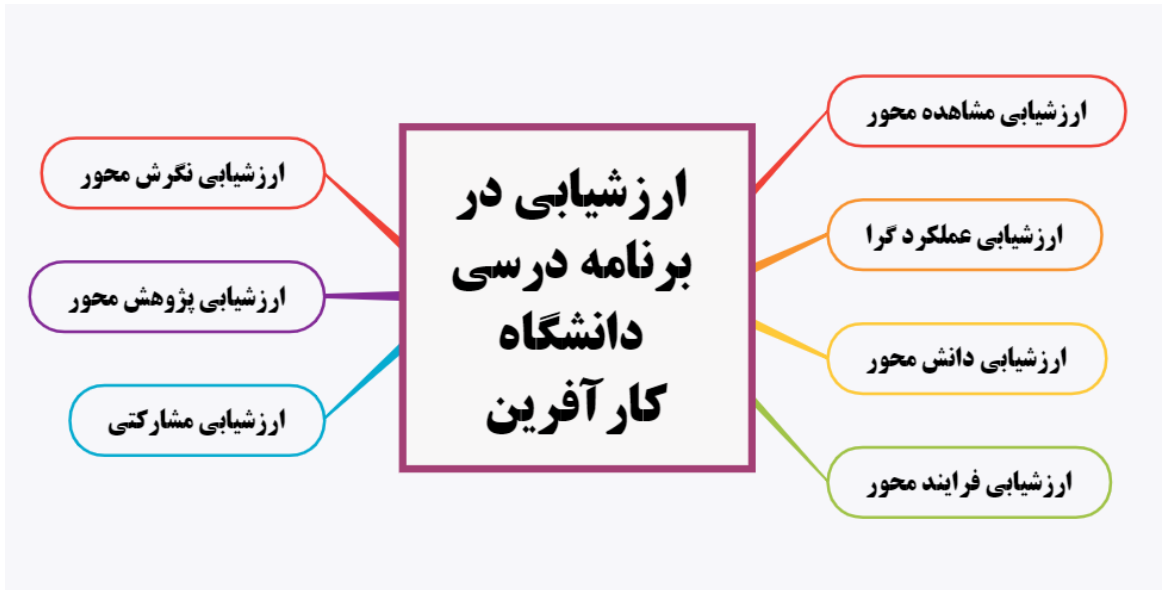 ارزشیابی در
برنامه درسی
دانشگاه
کارآفرین
ارزشیابی مشاهده محور
ارزشیابی عملکرد گرا
ارزشیابی دانش محور
ارزشیابی فرایند محور
ارزشیابی نگرش محور
ارزشیابی پژوهش محور
ارزشیابی مشارکتی